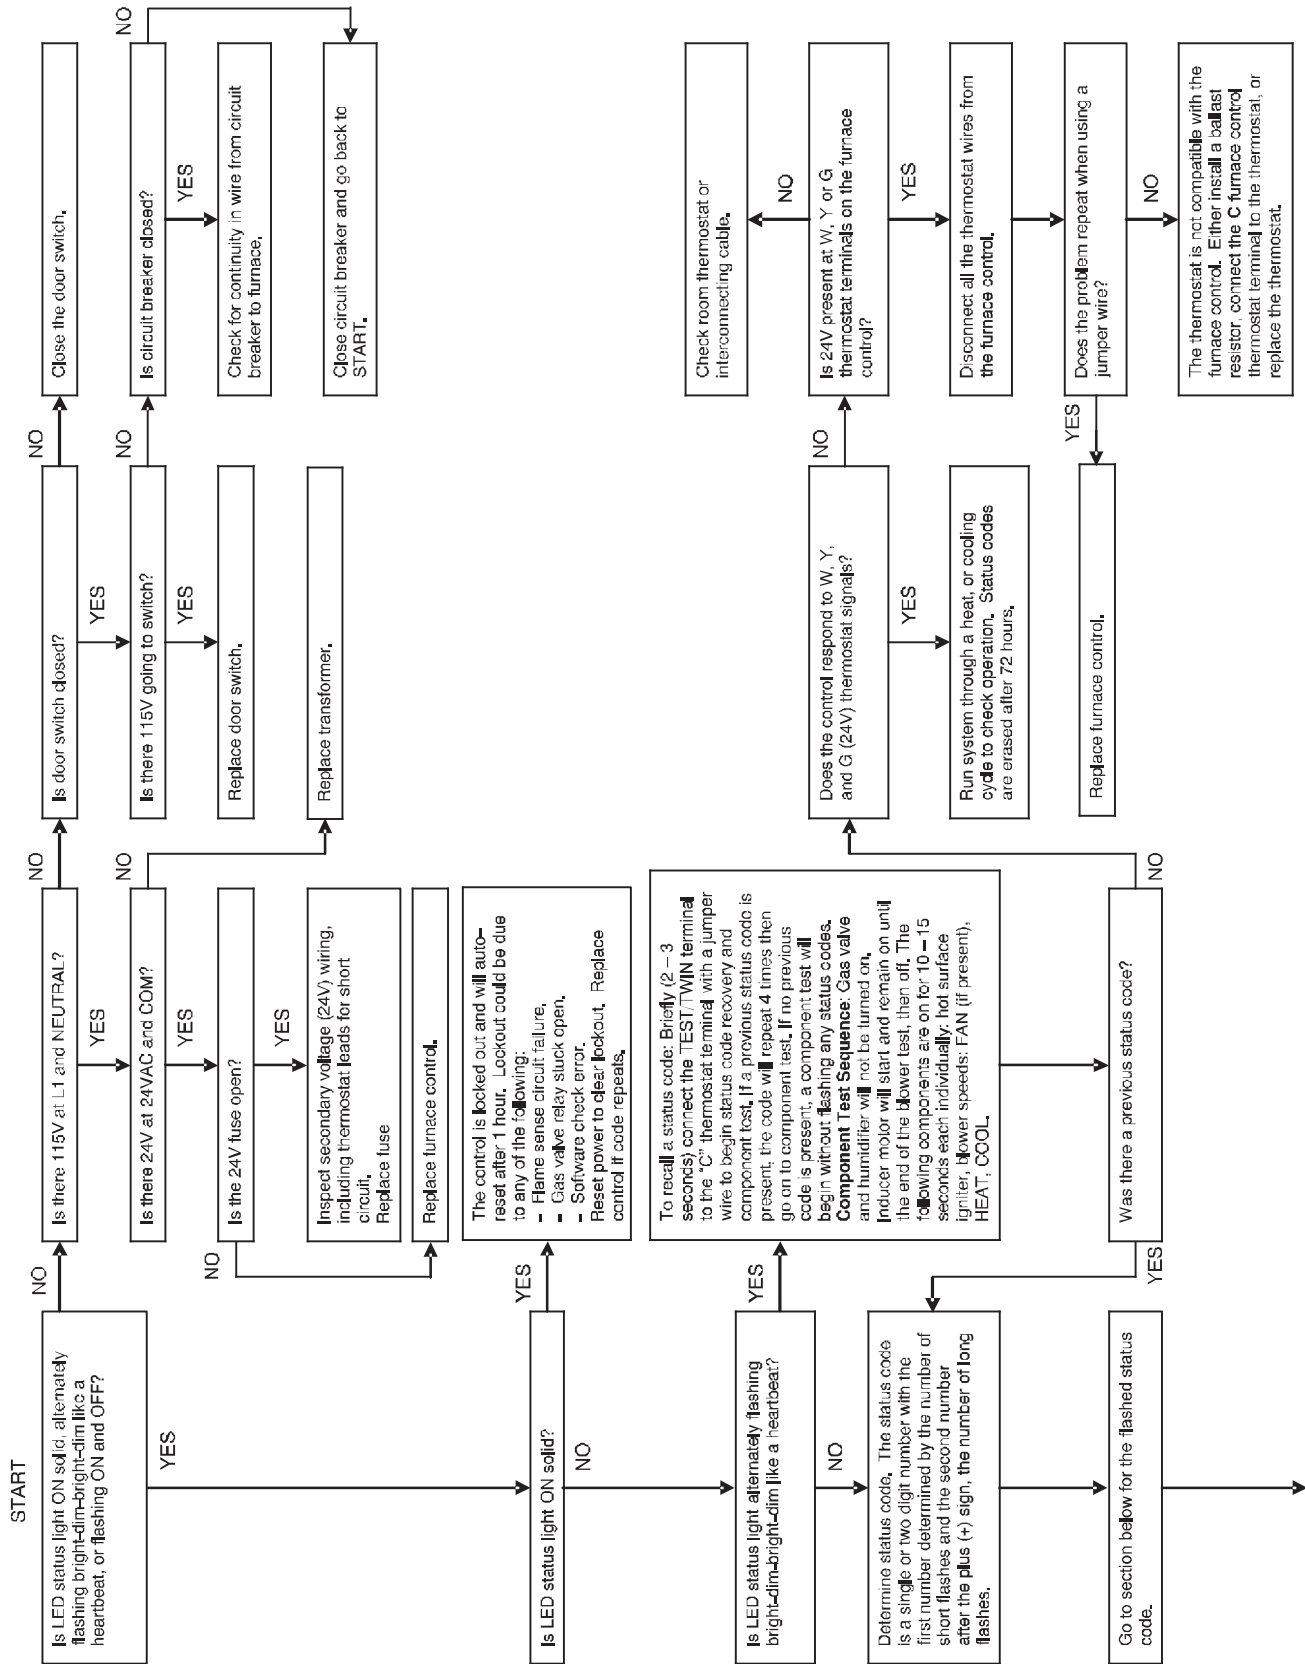 START
Is LED status light ON solid, alternately
flashing bright–dim–bright–dim like a
heartbeat, or flashing ON and OFF?
NO
YES
Is there 115V at L1 and NEUTRAL?
NO
YES
Is door switch closed?
NO
YES
Close the door switch.
Is there 24V at 24VAC and COM?
NO
YES
Is there 115V going to switch?
NO
YES
Is circuit breaker closed?
NO
YES
Is the 24V fuse open?
NO
YES
Replace door switch.
Check for continuity in wire from circuit
breaker to furnace.
Inspect secondary voltage (24V) wiring,
including thermostat leads for short
circuit.
Replace fuse
Replace transformer.
Close circuit breaker and go back to
START.
Replace furnace control.
Is LED status light ON solid?
YES
NO
The control is locked out and will auto–
reset after 1 hour. Lockout could be due
to any of the following:
– Flame sense circuit failure.
– Gas valve relay stuck open.
– Software check error.
Reset power to clear lockout. Replace
control if code repeats.
Is LED status light alternately flashing
bright–dim–bright–dim like a heartbeat?
YES
NO
To recall a status code: Briefly (2 – 3
seconds) connect the TEST/TWIN terminal
to the “C” thermostat terminal with a jumper
wire to begin status code recovery and
component test. If a previous status code is
present, the code will repeat 4 times then
go on to component test. If no previous
code is present, a component test will
begin without flashing any status codes.
Component Test Sequence: Gas valve
and humidifier will not be turned on.
Inducer motor will start and remain on until
the end of the blower test, then off. The
following components are on for 10 – 15
seconds each individually: hot surface
igniter, blower speeds: FAN (if present),
HEAT, COOL.
Determine status code. The status code
is a single or two digit number with the
first number determined by the number of
short flashes and the second number
after the plus (+) sign, the number of long
flashes.
Was there a previous status code?
YES
NO
Go to section below for the flashed status
code.
Does the control respond to W, Y,
and G (24V) thermostat signals?
NO
YES
Run system through a heat, or cooling
cycle to check operation. Status codes
are erased after 72 hours.
Check room thermostat or
interconnecting cable.
NO
Is 24V present at W, Y or G
thermostat terminals on the furnace
control?
YES
Disconnect all the thermostat wires from
the furnace control.
Does the problem repeat when using a
jumper wire?
YES
NO
Replace furnace control.
The thermostat is not compatible with the
furnace control. Either install a ballast
resistor, connect the C furnace control
thermostat terminal to the thermostat, or
replace the thermostat.